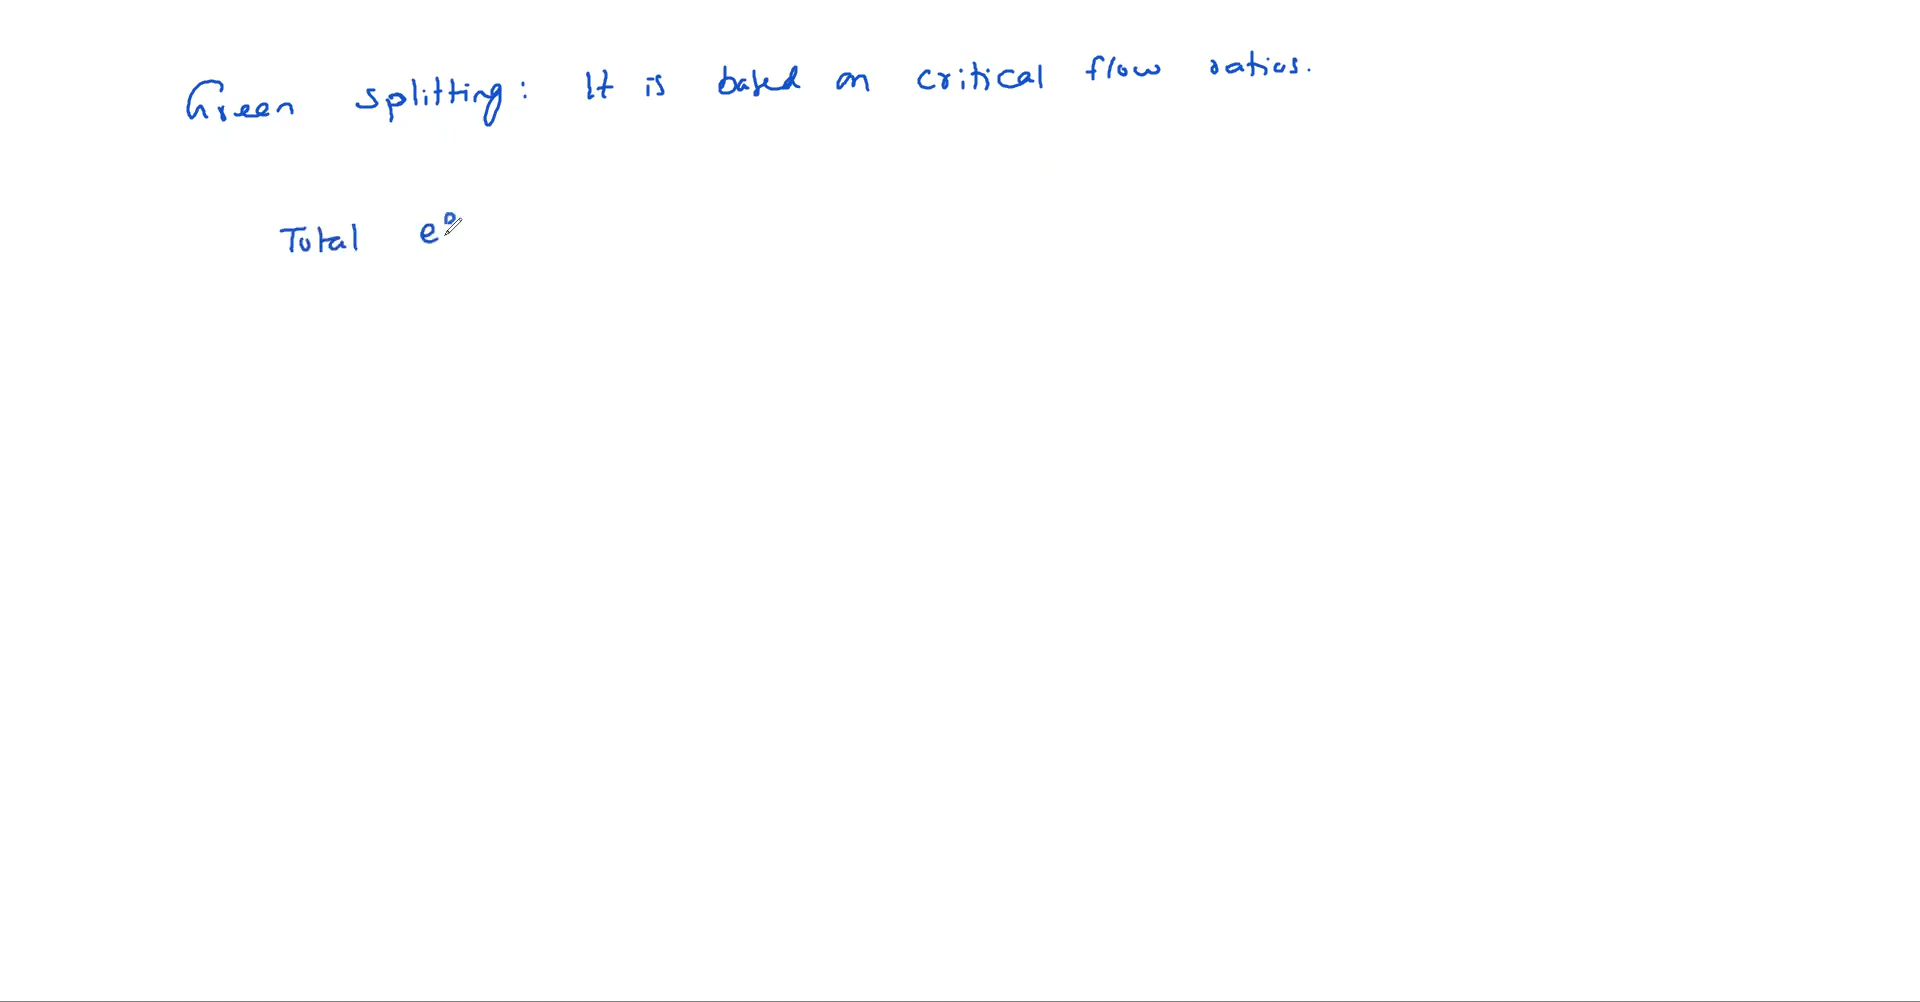 Green splitting: It is based on critical flow ratios.
Total